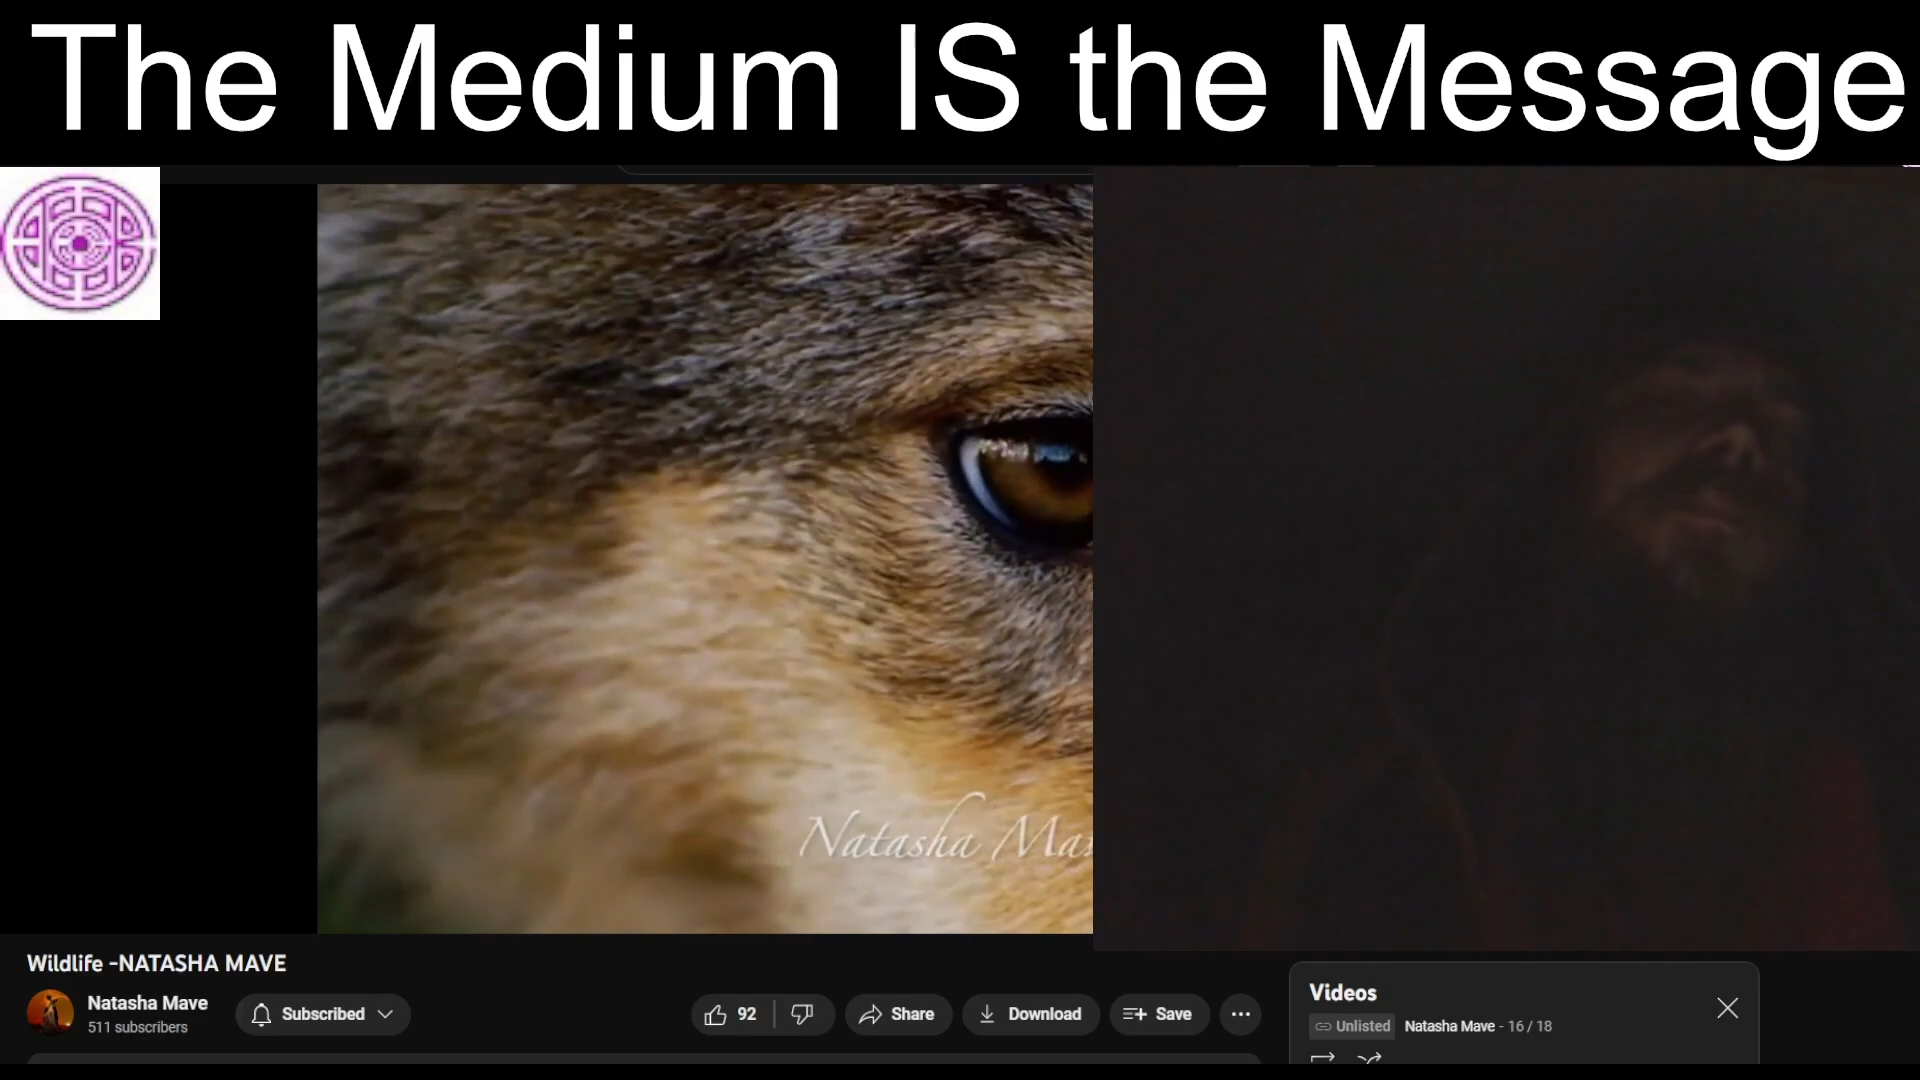 The Medium IS the Message
Natasha Ma
Wildlife -NATASHA MAVE
Natasha Mave
511 subscribers
Subscribed
92
Share
Download
Save
Videos
Unlisted
Natasha Mave - 16 / 18